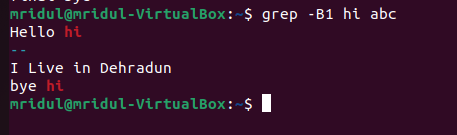 mridul@mridul-VirtualBox:~$ grep -B1 hi abc
Hello hi
--
I Live in Dehradun
bye hi
mridul@mridul-VirtualBox:~$